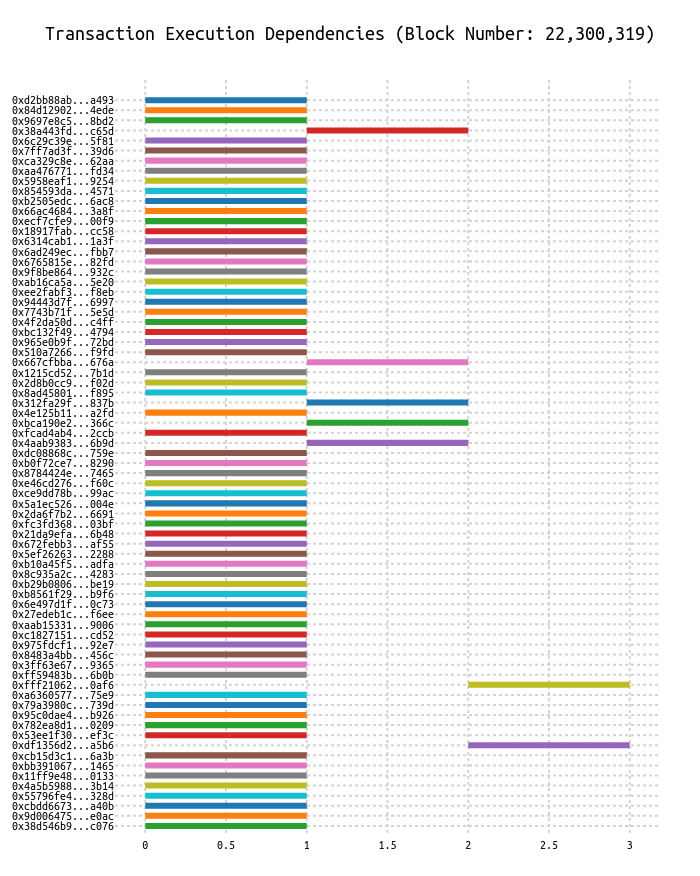 Transaction Execution Dependencies (Block Number: 22,300,319)
0xd2bb88ab...a493
0x84d12902...4ede
0x9697e8c5...8bd2
0x38a443fd...c65d
0x6c29c39e...5f81
0x7ff7ad3f...39d6
0xca329c8e...62aa
0xaa476771...fd34
0x5958eaf1...9254
0x854593da...4571
0xb2505edc...6ac8
0x66ac4684...3a8f
0xecf7cfe9...00f9
0x18917fab...cc58
0x6314cab1...1a3f
0x6ad249ec...fbb7
0x6765815e...82fd
0x9f8be864...932c
0xab16ca5a...5e20
0xee2fabf3...f8eb
0x94443d7f...6997
0x7743b71f...5e5d
0x4f2da50d...c4ff
0xbc132f49...4794
0x965e0b9f...72bd
0x510a7266...f9fd
0x667cfbba...676a
0x1215cd52...7b1d
0x2d8b0cc9...f02d
0x8ad45801...f895
0x312fa29f...837b
0x4e125b11...a2fd
0xbca190e2...366c
0xfcad4ab4...2ccb
0x4aab9383...6b9d
0xdc08868c...759e
0xb0f72ce7...8290
0x8784424e...7465
0xe46cd276...f60c
0xce9dd78b...99ac
0x5a1ec526...004e
0x2da6f7b2...6691
0xfc3fd368...03bf
0x21da9efa...6b48
0x672febb3...af55
0x5ef26263...2288
0xb10a45f5...adfa
0x8c935a2c...4283
0xb29b0806...be19
0xb8561f29...b9f6
0x6e497d1f...0c73
0x27edeb1c...f6ee
0xaab15331...9006
0xc1827151...cd52
0x975fdcf1...92e7
0x8483a4bb...456c
0x3ff63e67...9365
0xff59483b...6b0b
0xfff21062...0af6
0xa6360577...75e9
0x79a3980c...739d
0x95c0dae4...b926
0x782ea8d1...0209
0x53ee1f30...ef3c
0xdf1356d2...a5b6
0xcb15d3c1...6a3b
0xbb391067...1465
0x11ff9e48...0133
0x4a5b5988...3b14
0x55796fe4...328d
0xcbdd6673...a40b
0x9d006475...e0ac
0x38d546b9...c076
0 0.5 1 1.5 2 2.5 3